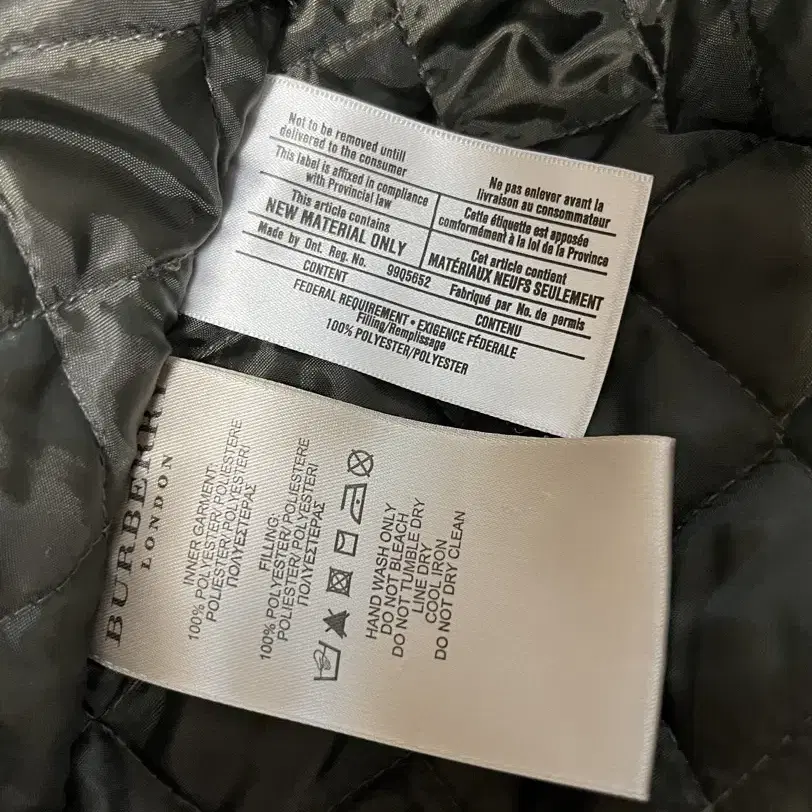 Not to be removed untill
delivered to the consumer
This label is affixed in compliance
with Provincial law
This article contains
NEW MATERIAL ONLY
Made by Ont. Reg. No. 9905652
CONTENT
Ne pas enlever avant la
livraison au consommateur
Cette étiquette est apposée
conformément à la loi de la Province
Cet article contient
MATÉRIAUX NEUFS SEULEMENT
Fabriqué par No. de permis
CONTENU
FEDERAL REQUIREMENT • EXIGENCE FÉDERALE
Filling/Remplissage
100% POLYESTER/POLYESTER
BURBERRY
LONDON
INNER GARMENT:
100% POLYESTER/POLIESTERE
POLIESTER/ POLYESTER/
ΠΟΛΥΕΣΤΕΡΑΣ
FILLING:
100% POLYESTER/POLIESTERE
POLIESTER/ POLYESTER/
ΠΟΛΥΕΣΤΕΡΑΣ
HAND WASH ONLY
DO NOT BLEACH
DO NOT TUMBLE DRY
LINE DRY
COOL IRON
DO NOT DRY CLEAN